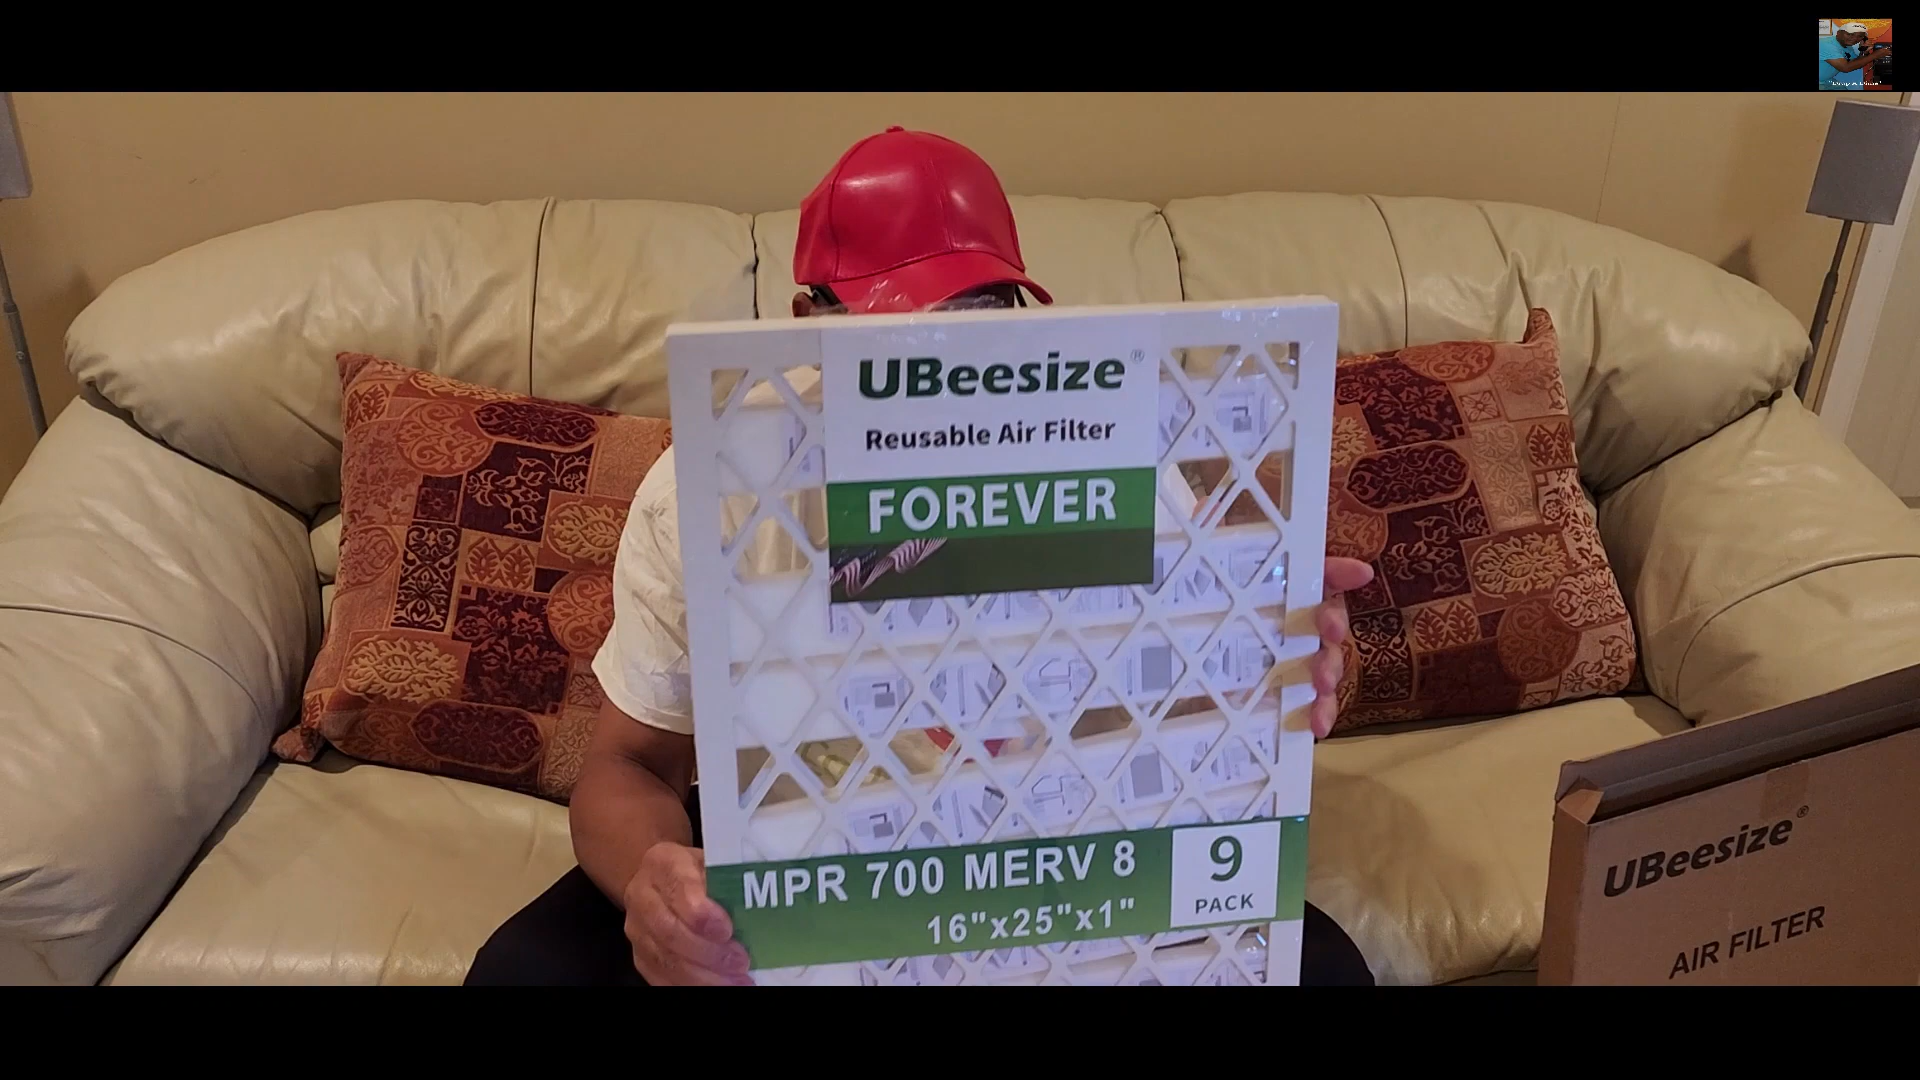 UBeesize®
Reusable Air Filter
FOREVER
MPR 700 MERV 8
16"x25"x1"
9
PACK
UBeesize®
AIR FILTER